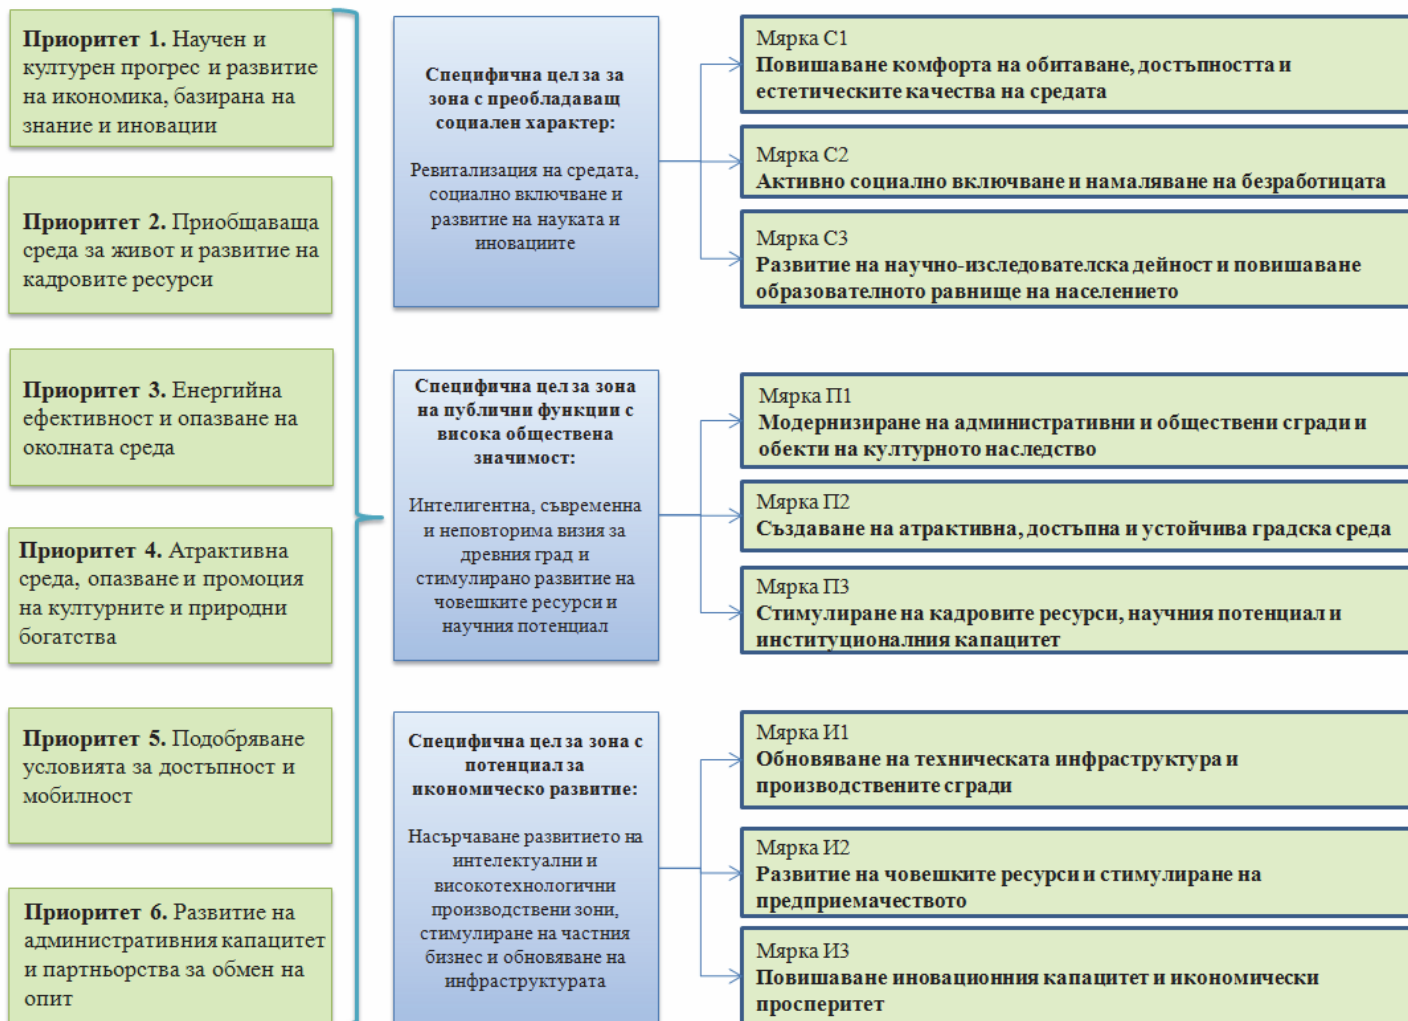 Приоритет 1. Научен и
културен прогрес и развитие
на икономика, базирана на
знание и иновации
Приоритет 2. Приобщаваща
среда за живот и развитие на
кадровите ресурси
Приоритет 3. Енергийна
ефективност и опазване на
околната среда
Приоритет 4. Атрактивна
среда, опазване и промоция
на културните и природни
богатства
Приоритет 5. Подобряване
условията за достъпност и
мобилност
Приоритет 6. Развитие на
административния капацитет
и партньорства за обмен на
опит
Специфична цел за за
зона с преобладаващ
социален характер:
Ревитализация на средата,
социално включване и
развитие на науката и
иновациите
Специфична цел за зона
на публични функции с
висока обществена
значимост:
Интелигентна, съвременна
и неповторима визия за
древния град и
стимулирано развитие на
човешките ресурси и
научния потенциал
Специфична цел за зона с
потенциал за
икономическо развитие:
Насърчаване развитието на
интелектуални и
високотехнологични
производствени зони,
стимулиране на частния
бизнес и обновяване на
инфраструктурата
Мярка С1
Повишаване комфорта на обитаване, достъпността и
естетическите качества на средата
Мярка С2
Активно социално включване и намаляване на безработицата
Мярка С3
Развитие на научно-изследователска дейност и повишаване
образователното равнище на населението
Мярка П1
Модернизиране на административни и обществени сгради и
обекти на културното наследство
Мярка П2
Създаване на атрактивна, достъпна и устойчива градска среда
Мярка П3
Стимулиране на кадровите ресурси, научния потенциал и
институционалния капацитет
Мярка И1
Обновяване на техническата инфраструктура и
производствените сгради
Мярка И2
Развитие на човешките ресурси и стимулиране на
предприемачеството
Мярка И3
Повишаване иновационния капацитет и икономически
просперитет